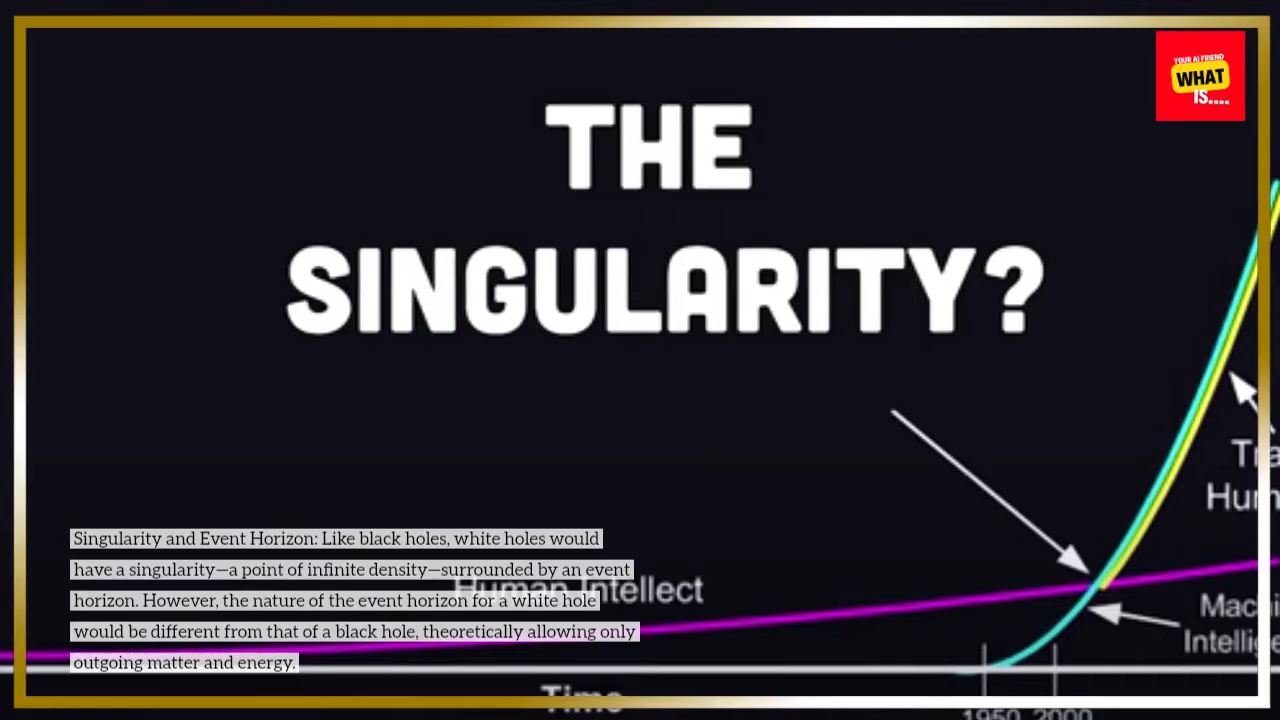 YOUR AI FRIEND
WHAT
IS....
THE
SINGULARITY?
Singularity and Event Horizon: Like black holes, white holes would
have a singularity—a point of infinite density—surrounded by an event
horizon. However, the nature of the event horizon for a white hole
would be different from that of a black hole, theoretically allowing only
outgoing matter and energy.
Human Intellect
Time
1950 2000